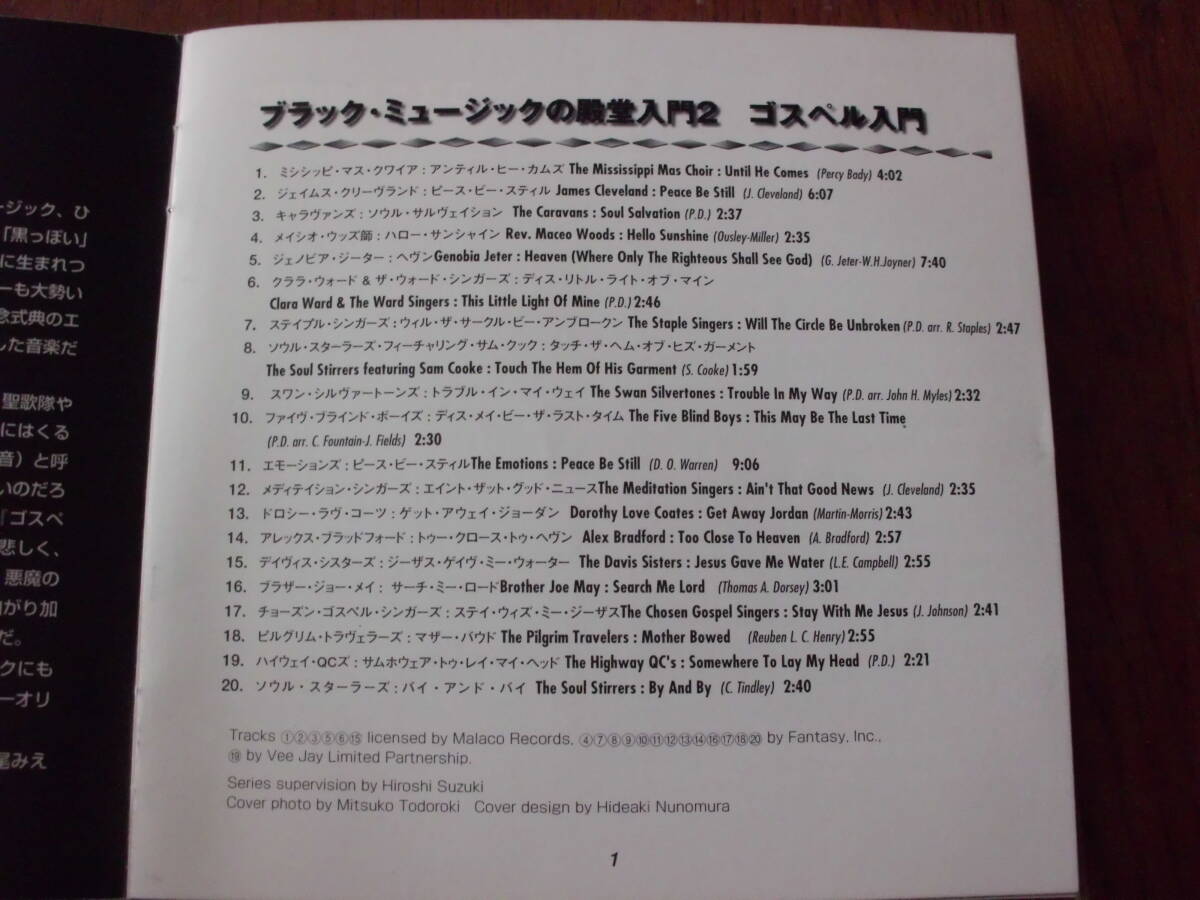 ージック、ひ
「黒っぽい」
に生まれつ
ーも大勢い
念式典のエ
した音楽だ
聖歌隊や
にはくる
音）と呼
いのだろ
「ゴスペ
悲しく、
悪魔の
がり加
だ。
クにも
ーオリ
尾みえ
ブラック・ミュージックの殿堂入門2 ゴスペル入門
1. ミシシッピ・マス・クワイア：アンティル・ヒー・カムズ The Mississippi Mas Choir : Until He Comes (Percy Bady) 4:02
2. ジェイムス・クリーヴランド：ピース・ビー・スティル James Cleveland : Peace Be Still (J. Cleveland) 6:07
3. キャラヴァンズ：ソウル・サルヴェイション The Caravans : Soul Salvation (P.D.) 2:37
4. メイシオ・ウッズ師：ハロー・サンシャイン Rev. Maceo Woods : Hello Sunshine (Ousley-Miller) 2:35
5. ジェノビア・ジーター：ヘヴン Genobia Jeter : Heaven (Where Only The Righteous Shall See God) (G. Jeter-W.H.Joyner) 7:40
6. クララ・ウォード & ザ・ウォード・シンガーズ：ディス・リトル・ライト・オブ・マイン
Clara Ward & The Ward Singers : This Little Light Of Mine (P.D.) 2:46
7. ステイプル・シンガーズ：ウィル・ザ・サークル・ビー・アンブロークン The Staple Singers : Will The Circle Be Unbroken (P.D. arr. R. Staples) 2:47
8. ソウル・スターラーズ・フィーチャリング・サム・クック：タッチ・ザ・ヘム・オブ・ヒズ・ガーメント
The Soul Stirrers featuring Sam Cooke : Touch The Hem Of His Garment (S. Cooke) 1:59
9. スワン・シルヴァートーンズ：トラブル・イン・マイ・ウェイ The Swan Silvertones : Trouble In My Way (P.D. arr. John H. Myles) 2:32
10. ファイヴ・ブラインド・ボーイズ：ディス・メイ・ビー・ザ・ラスト・タイム The Five Blind Boys : This May Be The Last Time
(P.D. arr. C. Fountain-J. Fields) 2:30
11. エモーションズ：ピース・ビー・スティル The Emotions : Peace Be Still (D. O. Warren) 9:06
12. メディテイション・シンガーズ：エイント・ザット・グッド・ニュース The Meditation Singers : Ain't That Good News (J. Cleveland) 2:35
13. ドロシー・ラヴ・コーツ：ゲット・アウェイ・ジョーダン Dorothy Love Coates : Get Away Jordan (Martin-Morris) 2:43
14. アレックス・ブラッドフォード：トゥー・クロース・トゥ・ヘヴン Alex Bradford : Too Close To Heaven (A. Bradford) 2:57
15. デイヴィス・シスターズ：ジーザス・ゲイヴ・ミー・ウォーター The Davis Sisters : Jesus Gave Me Water (L.E. Campbell) 2:55
16. ブラザー・ジョー・メイ：サーチ・ミー・ロード Brother Joe May : Search Me Lord (Thomas A. Dorsey) 3:01
17. チョーズン・ゴスペル・シンガーズ：ステイ・ウィズ・ミー・ジーザス The Chosen Gospel Singers : Stay With Me Jesus (J. Johnson) 2:41
18. ピルグリム・トラヴェラーズ：マザー・バウド The Pilgrim Travelers : Mother Bowed (Reuben L. C. Henry) 2:55
19. ハイウェイ・QCズ：サムホウェア・トゥ・レイ・マイ・ヘッド The Highway QC's : Somewhere To Lay My Head (P.D.) 2:21
20. ソウル・スターラーズ：バイ・アンド・バイ The Soul Stirrers : By And By (C. Tindley) 2:40
Tracks ①②③⑤⑥⑮ licensed by Malaco Records, ④⑦⑧⑨⑩⑪⑫⑬⑭⑯⑰⑱⑳ by Fantasy, Inc.,
⑲ by Vee Jay Limited Partnership.
Series supervision by Hiroshi Suzuki
Cover photo by Mitsuko Todoroki Cover design by Hideaki Nunomura
1